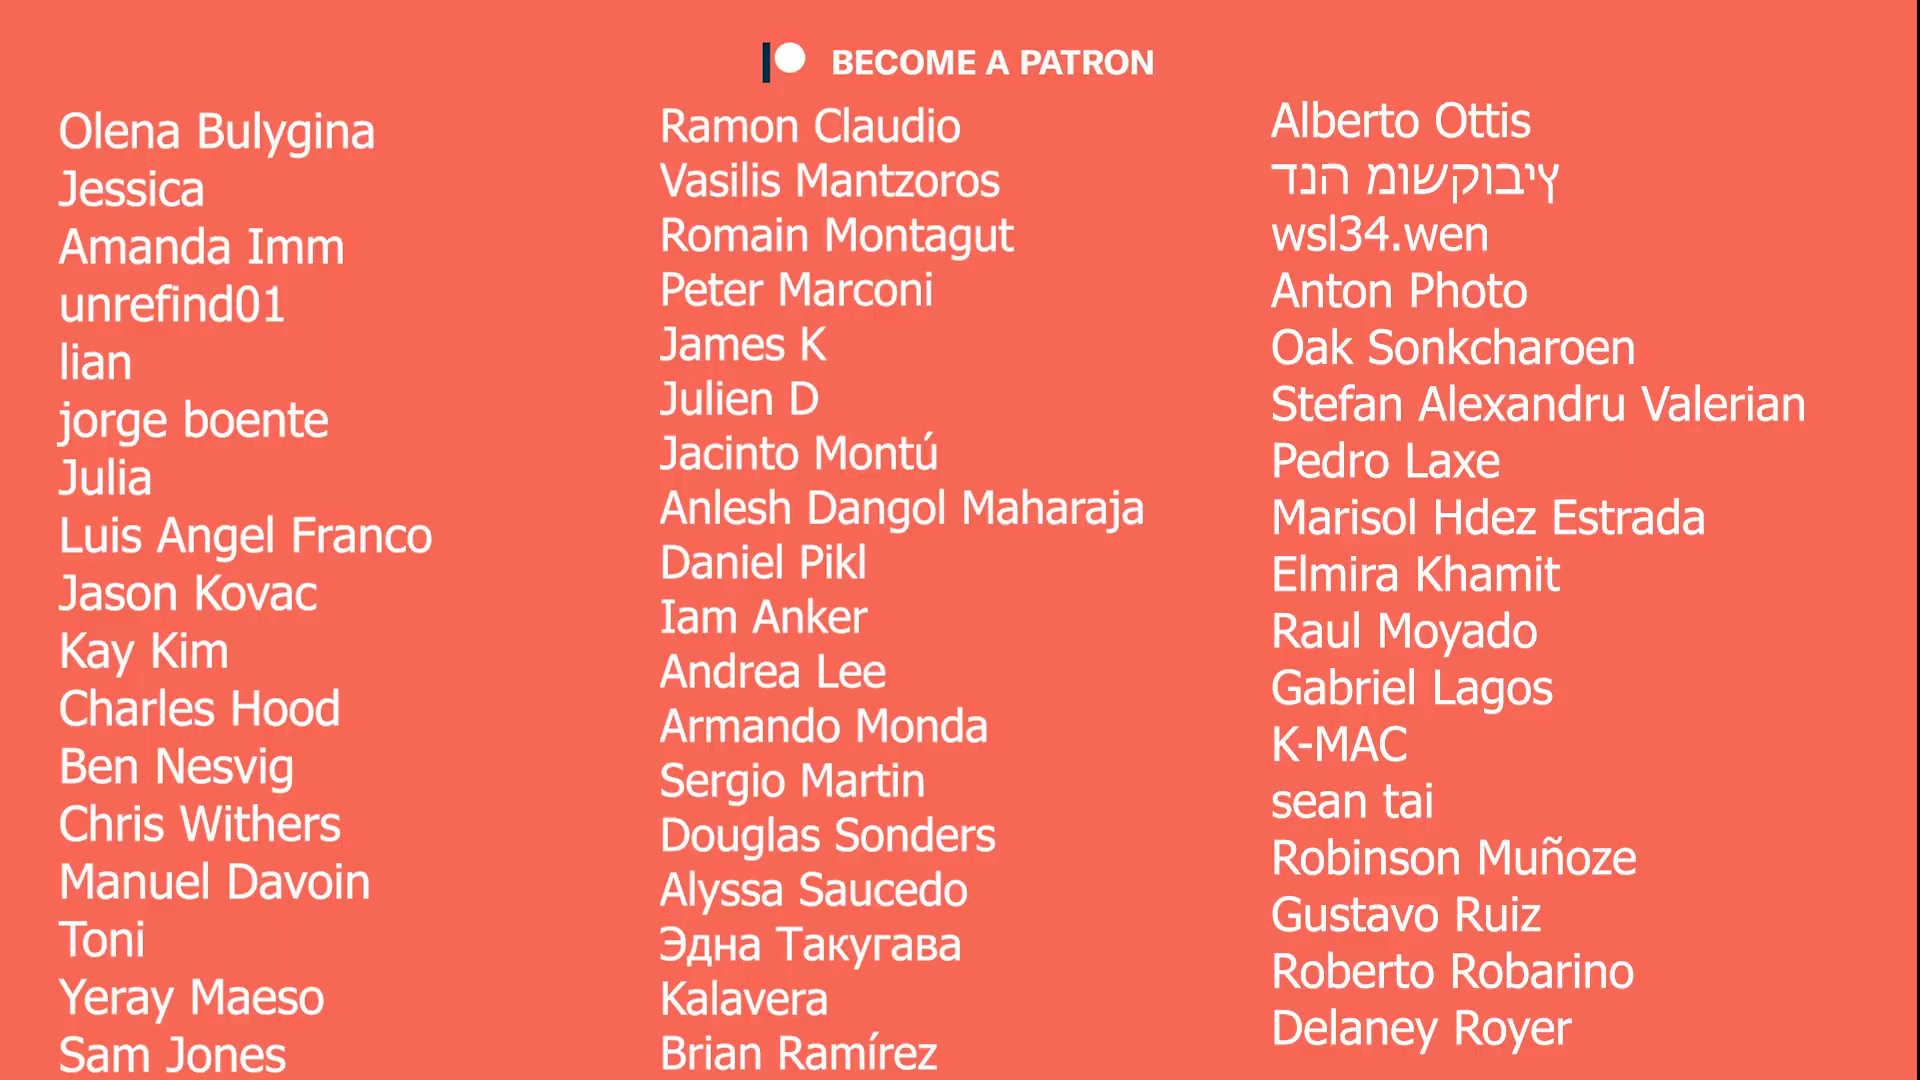 BECOME A PATRON
Olena Bulygina
Jessica
Amanda Imm
unrefind01
lian
jorge boente
Julia
Luis Angel Franco
Jason Kovac
Kay Kim
Charles Hood
Ben Nesvig
Chris Withers
Manuel Davoin
Toni
Yeray Maeso
Sam Jones
Ramon Claudio
Vasilis Mantzoros
Romain Montagut
Peter Marconi
James K
Julien D
Jacinto Montú
Anlesh Dangol Maharaja
Daniel Pikl
Iam Anker
Andrea Lee
Armando Monda
Sergio Martin
Douglas Sonders
Alyssa Saucedo
Эдна Такугава
Kalavera
Brian Ramírez
Alberto Ottis
דנה מושקוביץ
wsl34.wen
Anton Photo
Oak Sonkcharoen
Stefan Alexandru Valerian
Pedro Laxe
Marisol Hdez Estrada
Elmira Khamit
Raul Moyado
Gabriel Lagos
K-MAC
sean tai
Robinson Muñoze
Gustavo Ruiz
Roberto Robarino
Delaney Royer